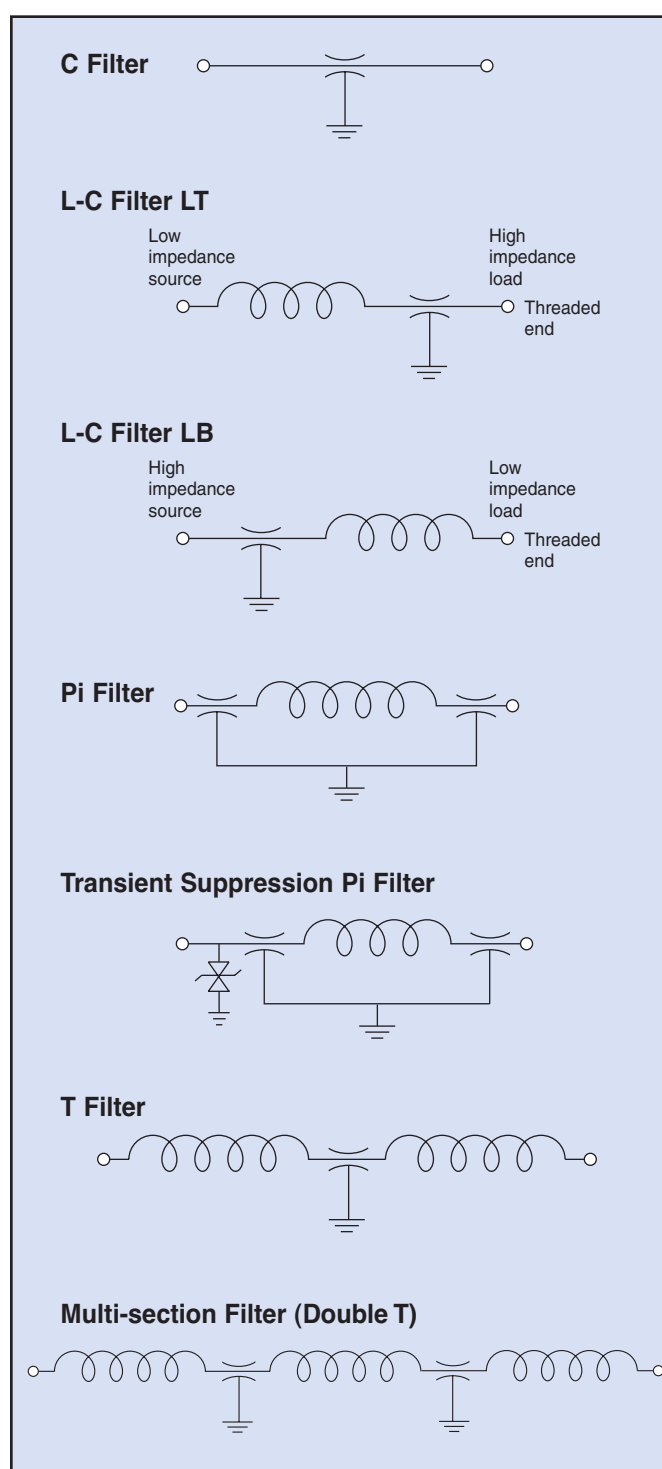 C Filter
L-C Filter LT
Low
impedance
source
High
impedance
load
Threaded
end
L-C Filter LB
High
impedance
source
Low
impedance
load
Threaded
end
Pi Filter
Transient Suppression Pi Filter
T Filter
Multi-section Filter (Double T)